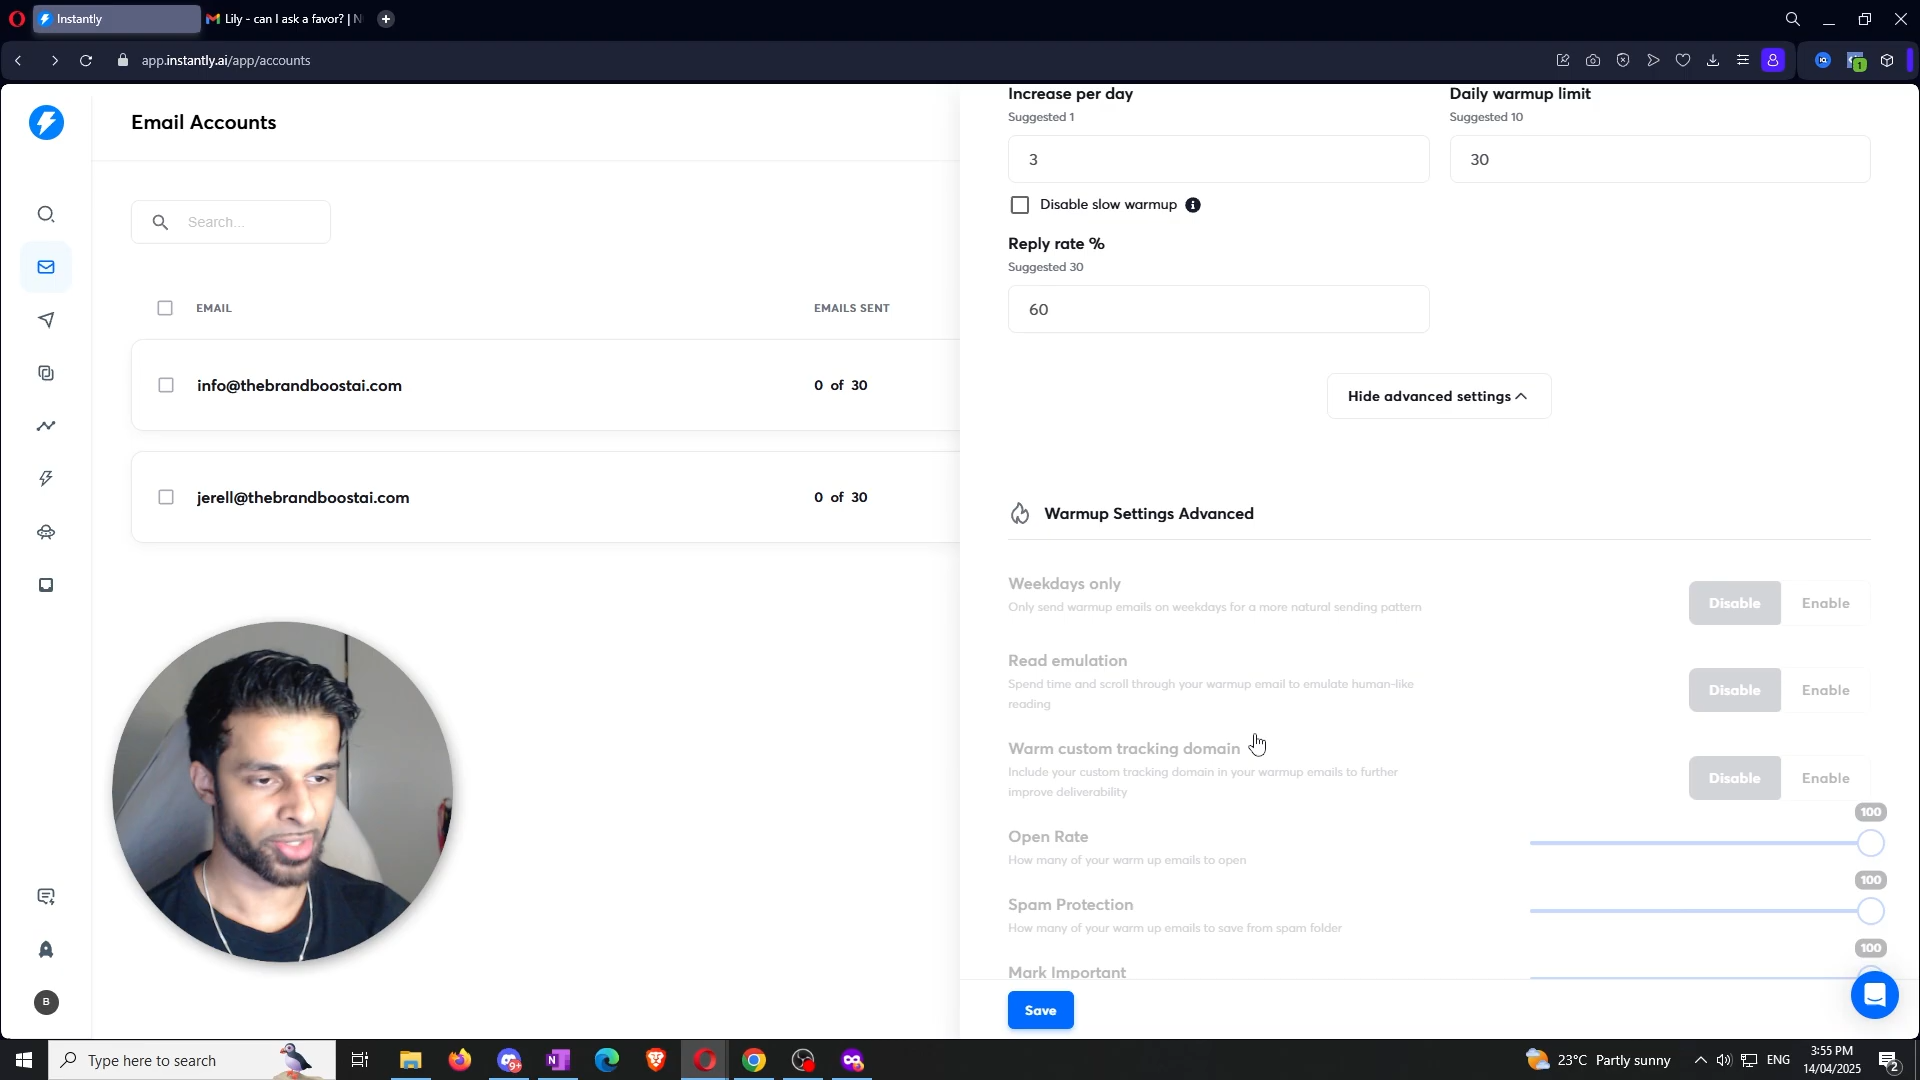 Instantly
Lily - can I ask a favor? | N
app.instantly.ai/app/accounts
1
Email Accounts
Search...
EMAIL
EMAILS SENT
info@thebrandboostai.com
0 of 30
jerell@thebrandboostai.com
0 of 30
B
Increase per day
Suggested 1
3
Daily warmup limit
Suggested 10
30
Disable slow warmup
Reply rate %
Suggested 30
60
Hide advanced settings
Warmup Settings Advanced
Weekdays only
Only send warmup emails on weekdays for a more natural sending pattern
Disable
Enable
Read emulation
Spend time and scroll through your warmup email to emulate human-like
reading
Disable
Enable
Warm custom tracking domain
Include your custom tracking domain in your warmup emails to further
improve deliverability
Disable
Enable
Open Rate
How many of your warm up emails to open
100
Spam Protection
How many of your warm up emails to save from spam folder
100
Mark Important
100
Save
Type here to search
9+
23°C Partly sunny
ENG
3:55 PM
14/04/2025
2